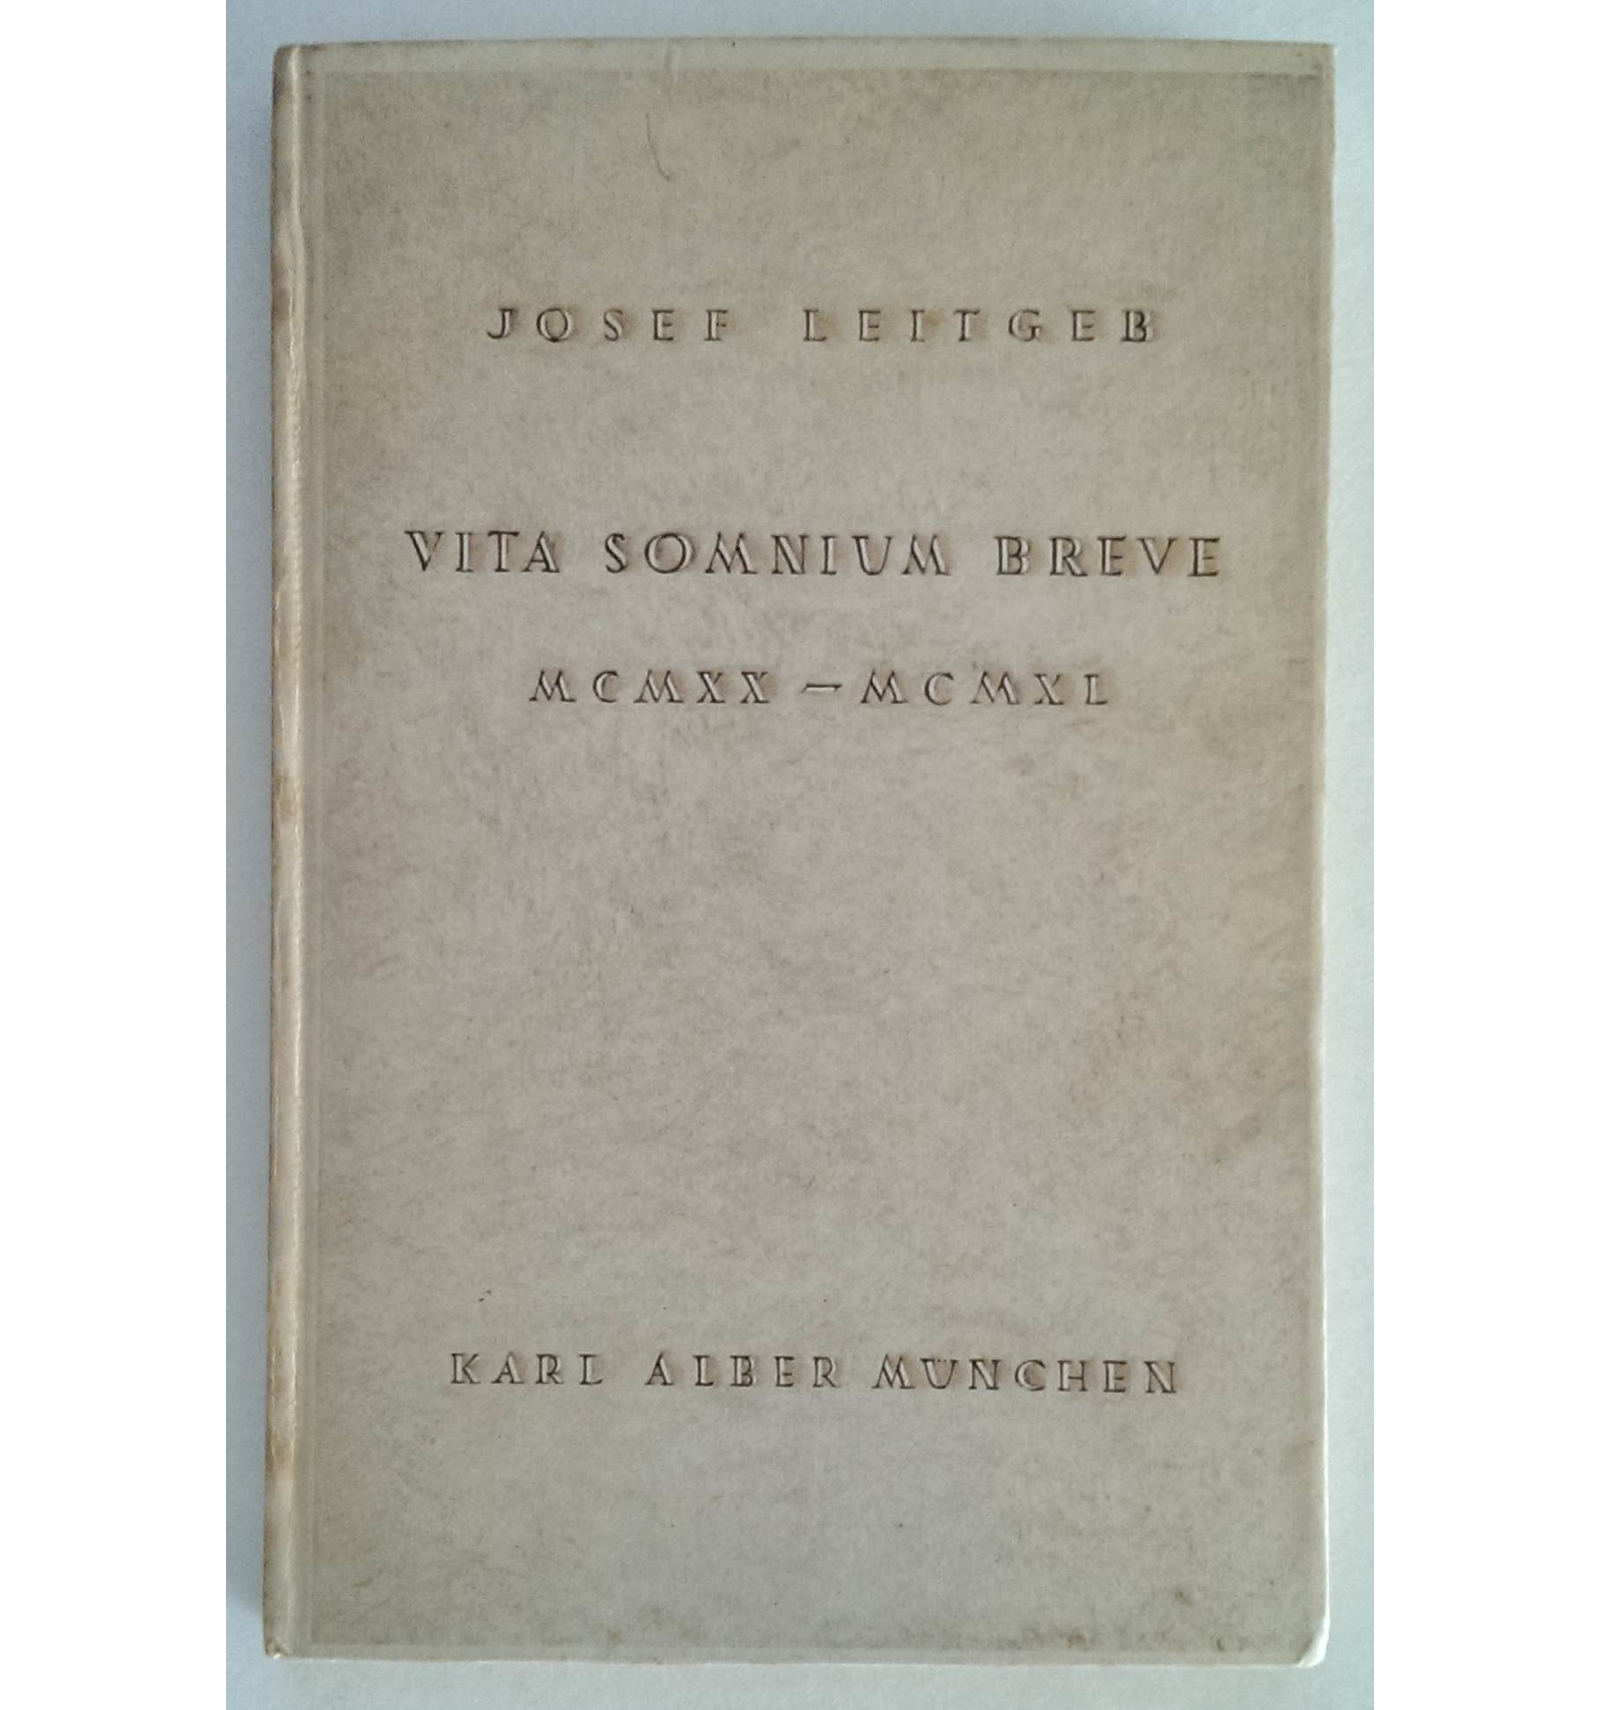 JOSEF LEITGEB
VITA SOMNIUM BREVE
MCMXX – MCMXL
KARL ALBER MÜNCHEN